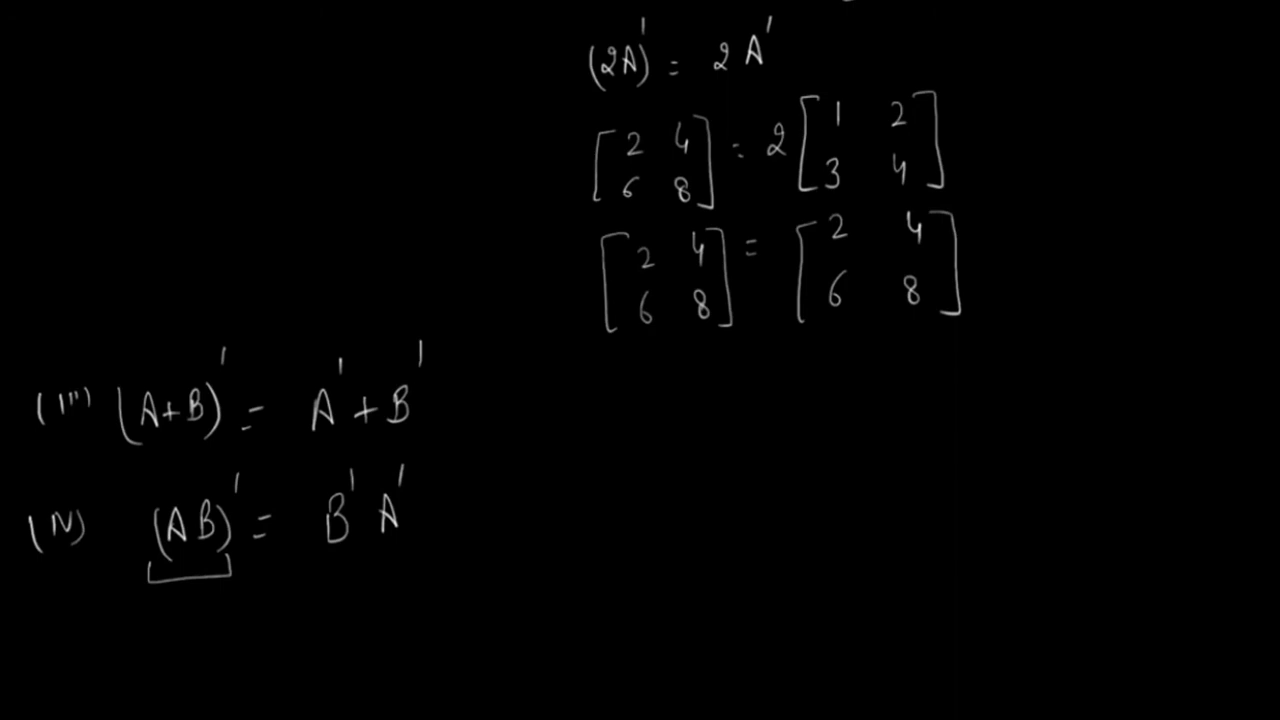 (2A)' = 2A'
[2 4
6 8] = 2[1 2
3 4]
[2 4
6 8] = [2 4
6 8]
(III) (A+B)' = A' + B'
(IV) (AB)' = B' A'